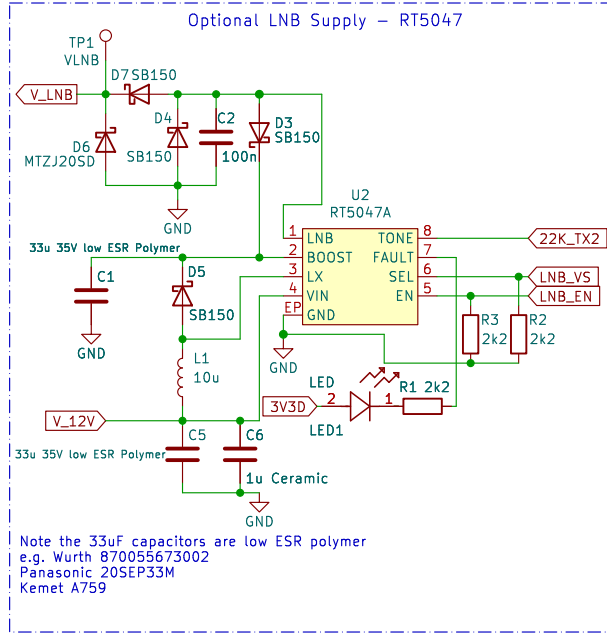 Optional LNB Supply – RT5047
TP1
VLNB
D7 SB150
V_LNB
D6
MTZJ20SD
D4
SB150
C2
100n
D3
SB150
GND
U2
RT5047A
1 LNB
2 BOOST
3 LX
4 VIN
EP GND
TONE 8
FAULT 7
SEL 6
EN 5
22K_TX2
LNB_VS
LNB_EN
33u 35V low ESR Polymer
C1
GND
D5
SB150
L1
10u
GND
R3
2k2
R2
2k2
LED
3V3D
2
1
R1 2k2
LED1
V_12V
C5
33u 35V low ESR Polymer
C6
1u Ceramic
GND
Note the 33uF capacitors are low ESR polymer
e.g. Wurth 870055673002
Panasonic 20SEP33M
Kemet A759